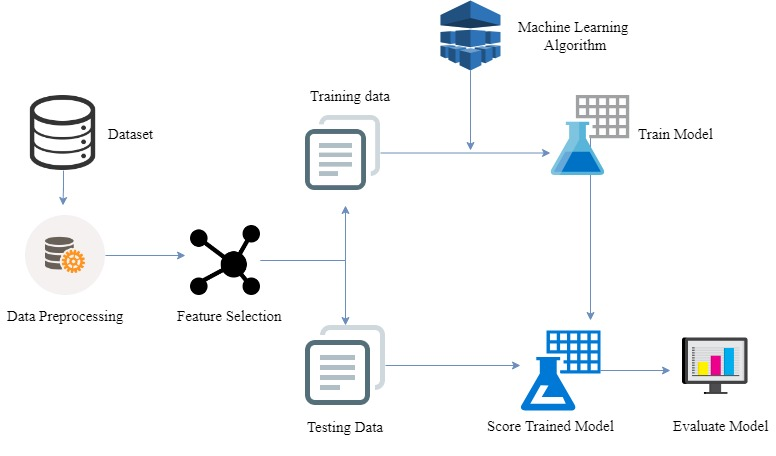 Machine Learning
Algorithm
Training data
Dataset
Train Model
Data Preprocessing
Feature Selection
Testing Data
Score Trained Model
Evaluate Model